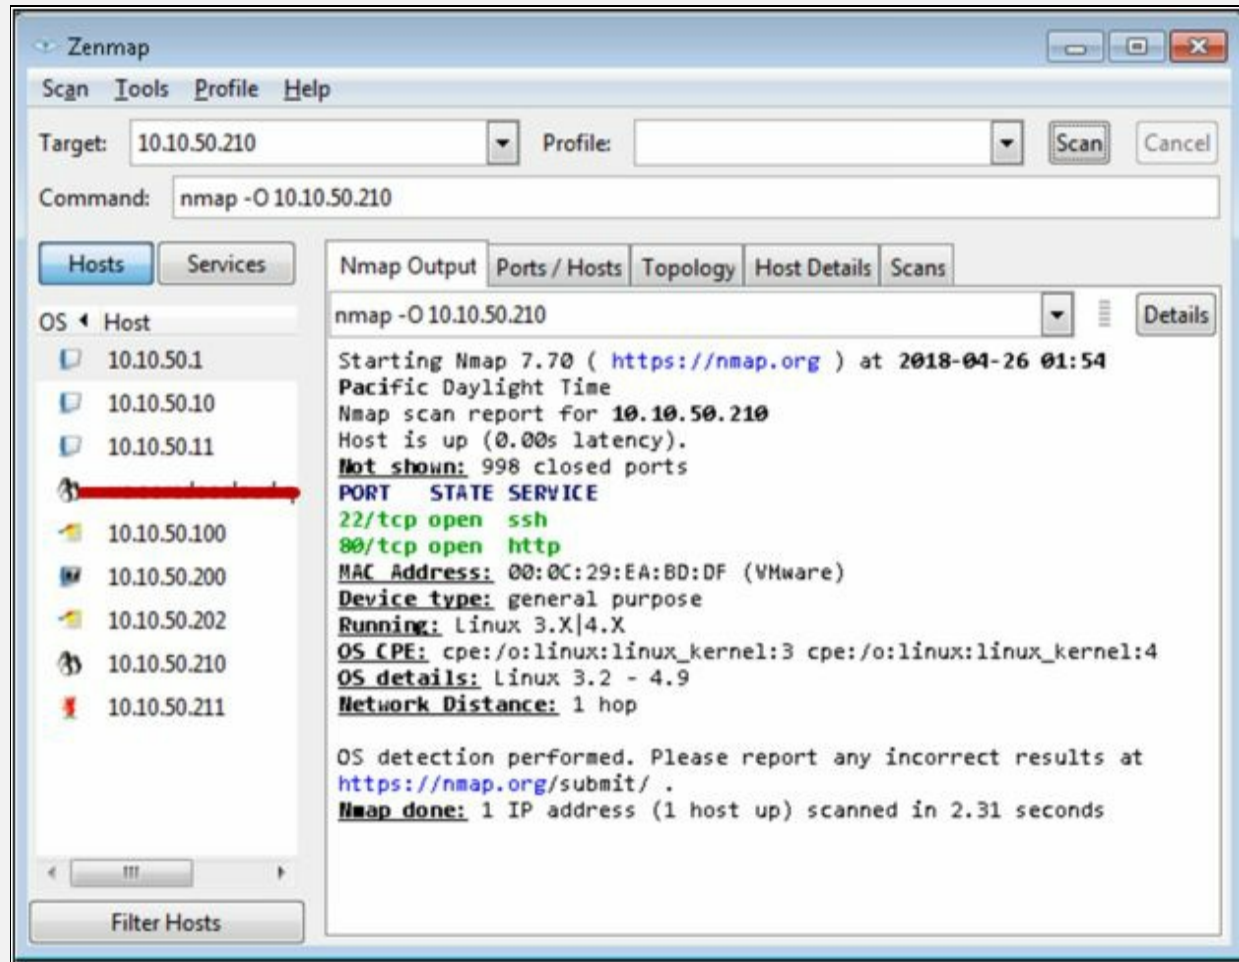 Zenmap
Scan Tools Profile Help
Target: 10.10.50.210 Profile: Scan Cancel
Command: nmap -O 10.10.50.210
Hosts Services
OS Host
10.10.50.1
10.10.50.10
10.10.50.11
10.10.50.100
10.10.50.200
10.10.50.202
10.10.50.210
10.10.50.211
Filter Hosts
Nmap Output Ports / Hosts Topology Host Details Scans
nmap -O 10.10.50.210 Details
Starting Nmap 7.70 ( https://nmap.org ) at 2018-04-26 01:54
Pacific Daylight Time
Nmap scan report for 10.10.50.210
Host is up (0.00s latency).
Not shown: 998 closed ports
PORT STATE SERVICE
22/tcp open ssh
80/tcp open http
MAC Address: 00:0C:29:EA:BD:DF (VMware)
Device type: general purpose
Running: Linux 3.X|4.X
OS CPE: cpe:/o:linux:linux_kernel:3 cpe:/o:linux:linux_kernel:4
OS details: Linux 3.2 - 4.9
Network Distance: 1 hop
OS detection performed. Please report any incorrect results at
https://nmap.org/submit/ .
Nmap done: 1 IP address (1 host up) scanned in 2.31 seconds